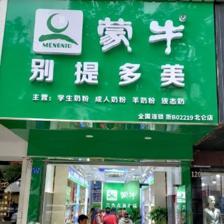 MENGNIU
蒙牛
别提多美
主营：学生奶粉 成人奶粉 羊奶粉 液态奶
全国连锁 浙B02219 北仑店
蒙牛